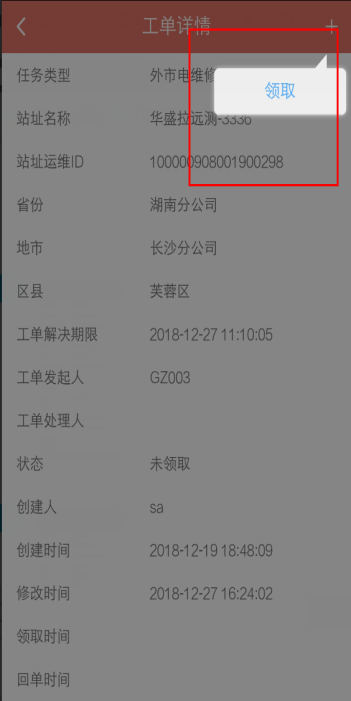 工单详情 +
任务类型 外市电维修
领取
站址名称 华盛拉远测-3336
站址运维ID 100000908001900298
省份 湖南分公司
地市 长沙分公司
区县 芙蓉区
工单解决期限 2018-12-27 11:10:05
工单发起人 GZ003
工单处理人
状态 未领取
创建人 sa
创建时间 2018-12-19 18:48:09
修改时间 2018-12-27 16:24:02
领取时间
回单时间